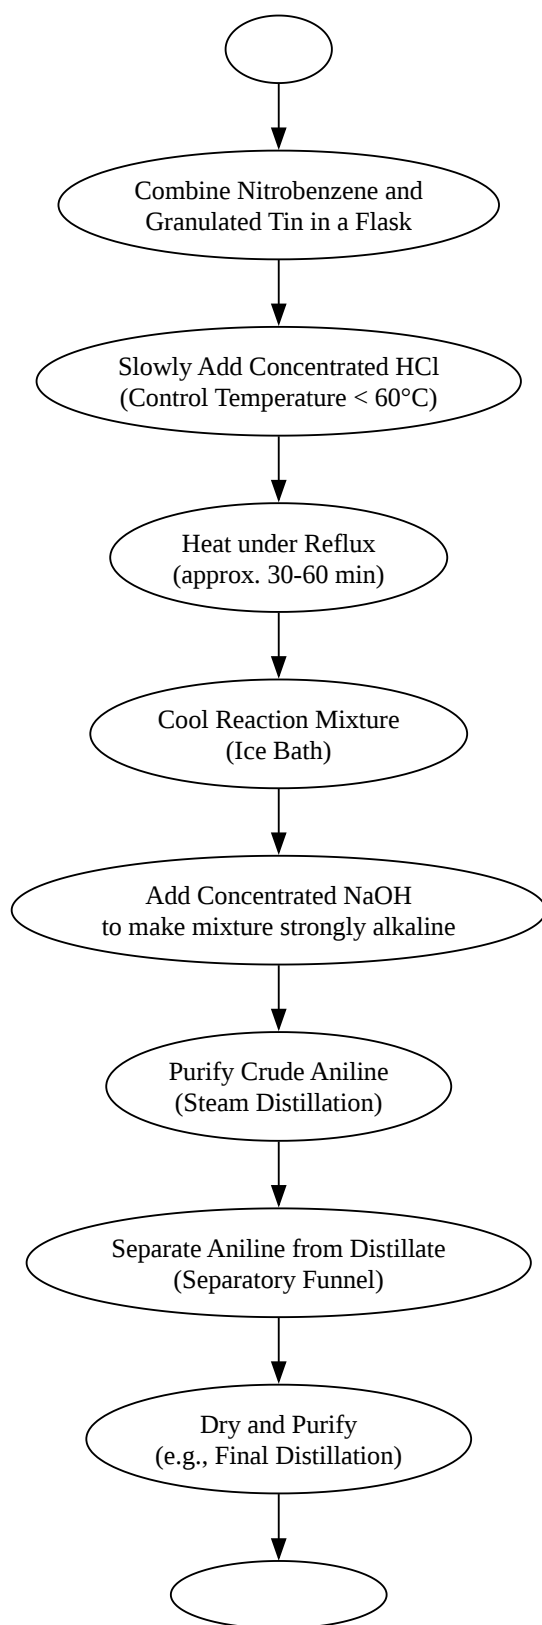 Combine Nitrobenzene and
Granulated Tin in a Flask
Slowly Add Concentrated HCl
(Control Temperature < 60°C)
Heat under Reflux
(approx. 30-60 min)
Cool Reaction Mixture
(Ice Bath)
Add Concentrated NaOH
to make mixture strongly alkaline
Purify Crude Aniline
(Steam Distillation)
Separate Aniline from Distillate
(Separatory Funnel)
Dry and Purify
(e.g., Final Distillation)